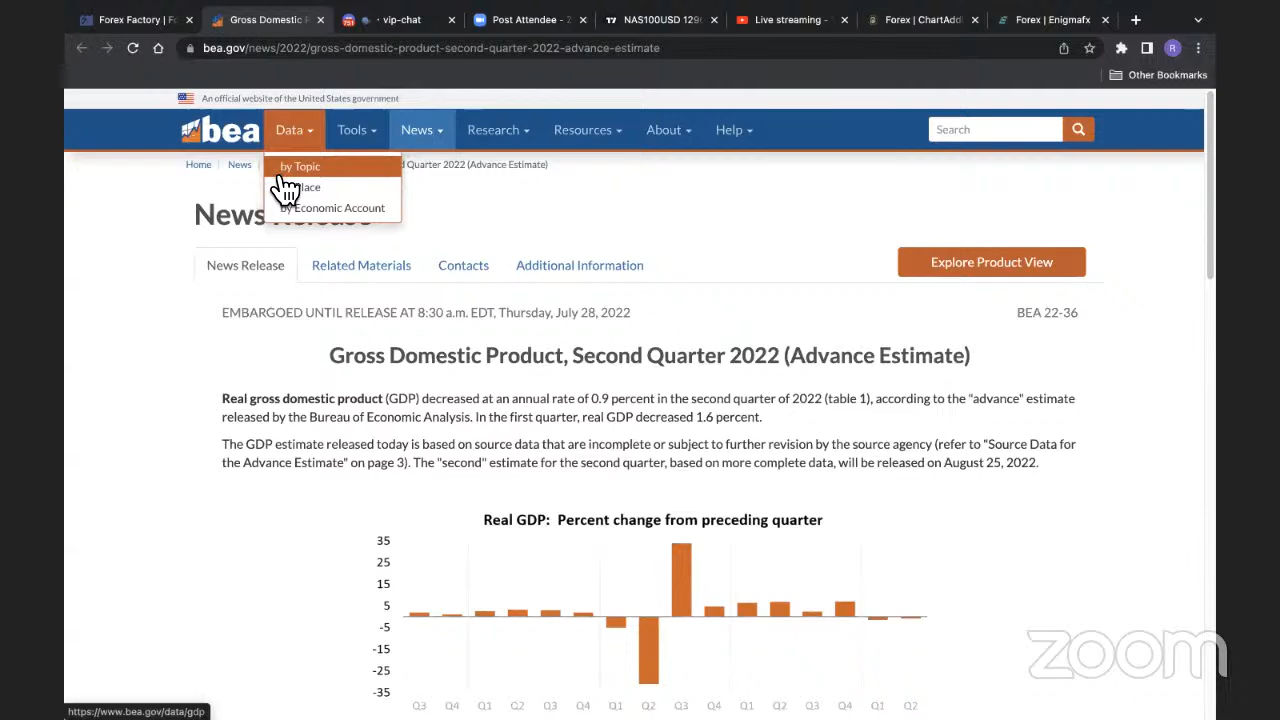 Forex Factory | Fo
Gross Domestic P
751
vip-chat
Post Attendee - Z
NAS100USD 129
Live streaming -
Forex | ChartAdd
Forex | Enigmafx
bea.gov/news/2022/gross-domestic-product-second-quarter-2022-advance-estimate
R
Other Bookmarks
An official website of the United States government
bea
Data
Tools
News
Research
Resources
About
Help
Search
Home
News
d Quarter 2022 (Advance Estimate)
by Topic
lace
by Economic Account
News Release
News Release
Related Materials
Contacts
Additional Information
Explore Product View
EMBARGOED UNTIL RELEASE AT 8:30 a.m. EDT, Thursday, July 28, 2022
BEA 22-36
Gross Domestic Product, Second Quarter 2022 (Advance Estimate)
Real gross domestic product (GDP) decreased at an annual rate of 0.9 percent in the second quarter of 2022 (table 1), according to the "advance" estimate
released by the Bureau of Economic Analysis. In the first quarter, real GDP decreased 1.6 percent.
The GDP estimate released today is based on source data that are incomplete or subject to further revision by the source agency (refer to "Source Data for
the Advance Estimate" on page 3). The "second" estimate for the second quarter, based on more complete data, will be released on August 25, 2022.
Real GDP: Percent change from preceding quarter
35
25
15
5
-5
-15
-25
-35
Q3 Q4 Q1 Q2 Q3 Q4 Q1 Q2 Q3 Q4 Q1 Q2 Q3 Q4 Q1 Q2
zoom
https://www.bea.gov/data/gdp